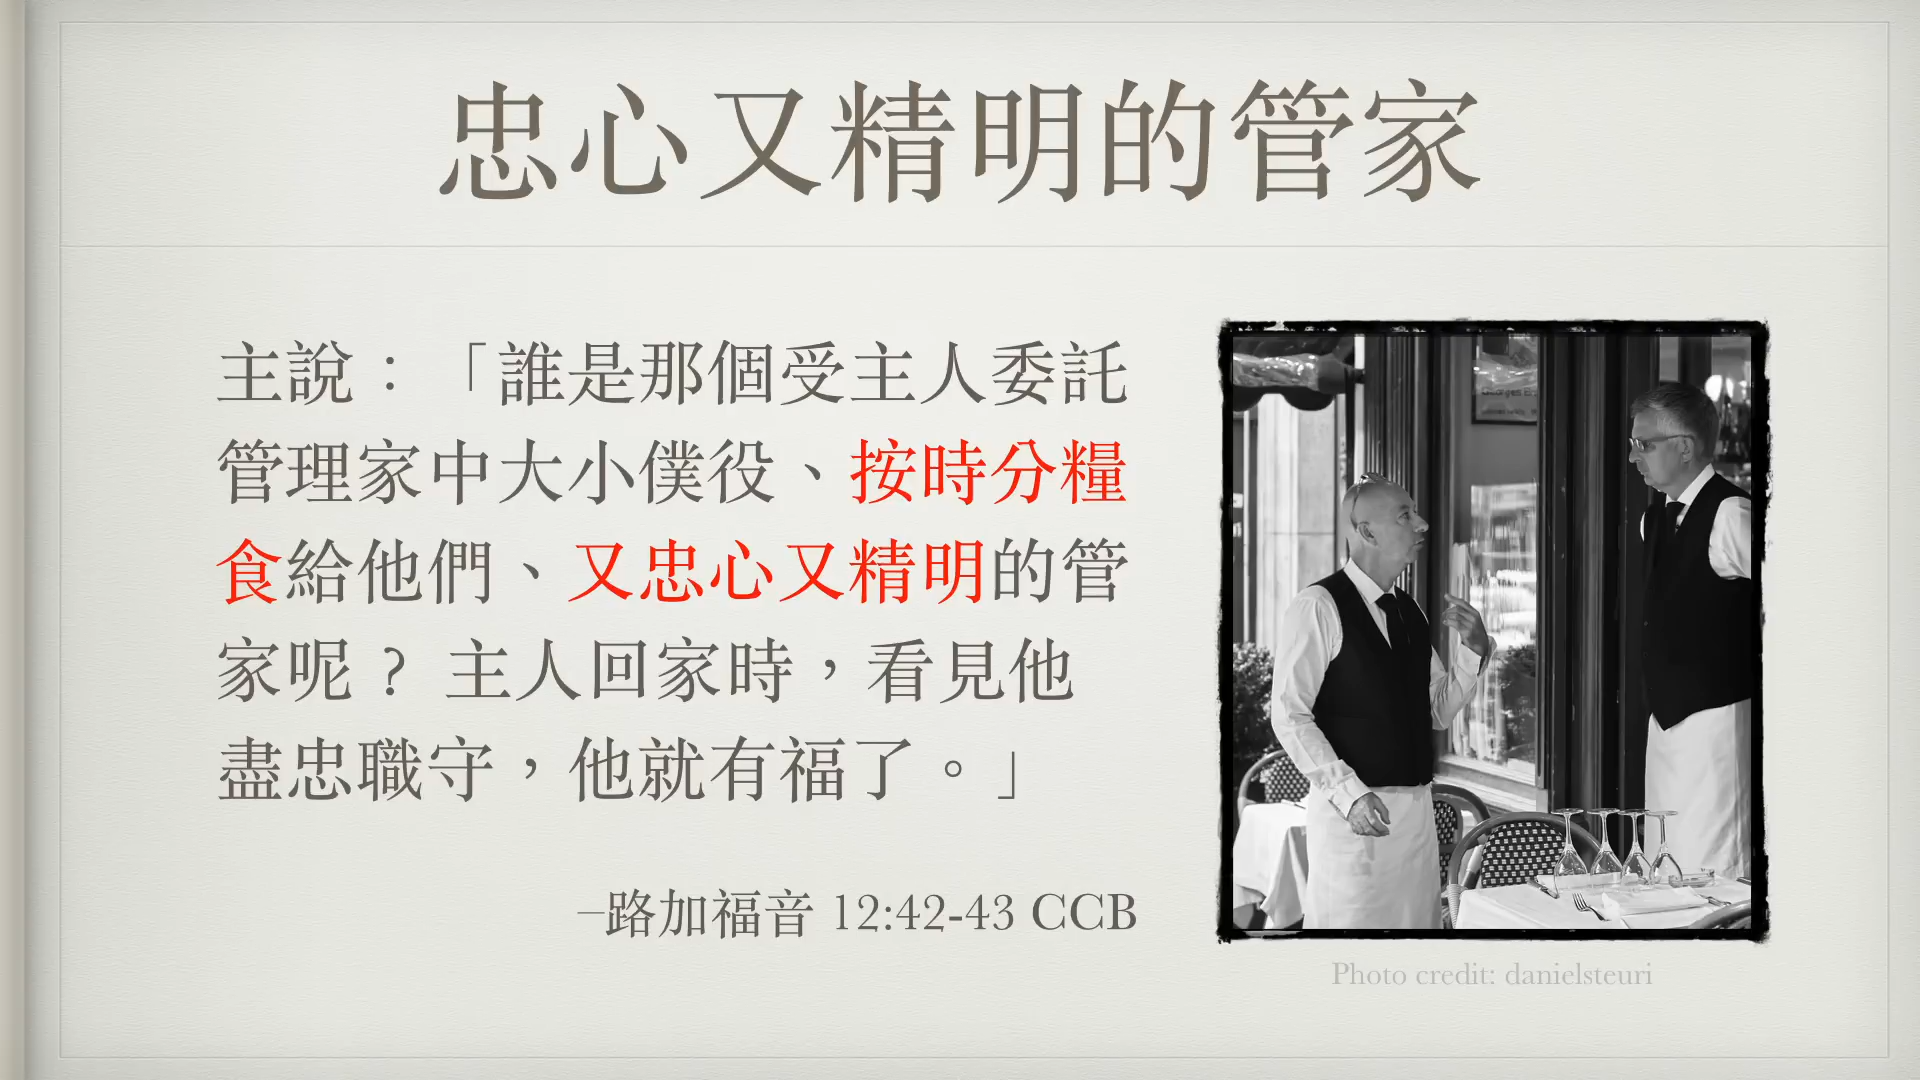 忠心又精明的管家
主說：「誰是那個受主人委託
管理家中大小僕役、按時分糧
食給他們、又忠心又精明的管
家呢？主人回家時，看見他
盡忠職守，他就有福了。」
–路加福音 12:42-43 CCB
Photo credit: danielsteuri